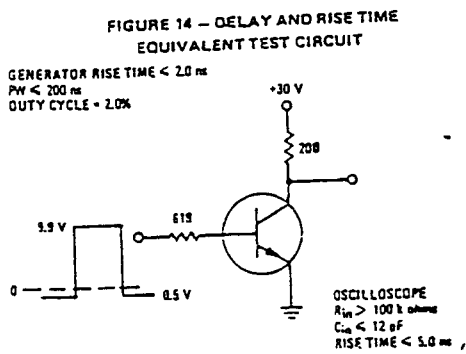 FIGURE 14 – DELAY AND RISE TIME
EQUIVALENT TEST CIRCUIT
GENERATOR RISE TIME ≤ 2.0 ns
PW ≤ 200 ns
DUTY CYCLE = 2.0%
+30 V
200
619
9.9 V
0
0.5 V
OSCILLOSCOPE
Rin > 100 k ohms
Cin ≤ 12 pF
RISE TIME ≤ 5.0 ns